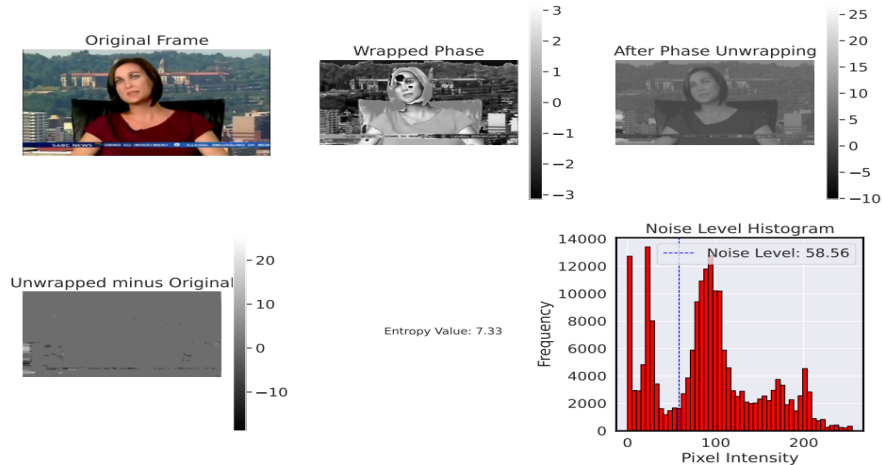 Original Frame
SABC NEWS
Wrapped Phase
3
2
1
0
−1
−2
−3
After Phase Unwrapping
25
20
15
10
5
0
−5
−10
Unwrapped minus Original
20
10
0
−10
Entropy Value: 7.33
Noise Level Histogram
Noise Level: 58.56
Frequency
14000
12000
10000
8000
6000
4000
2000
0
0 100 200
Pixel Intensity